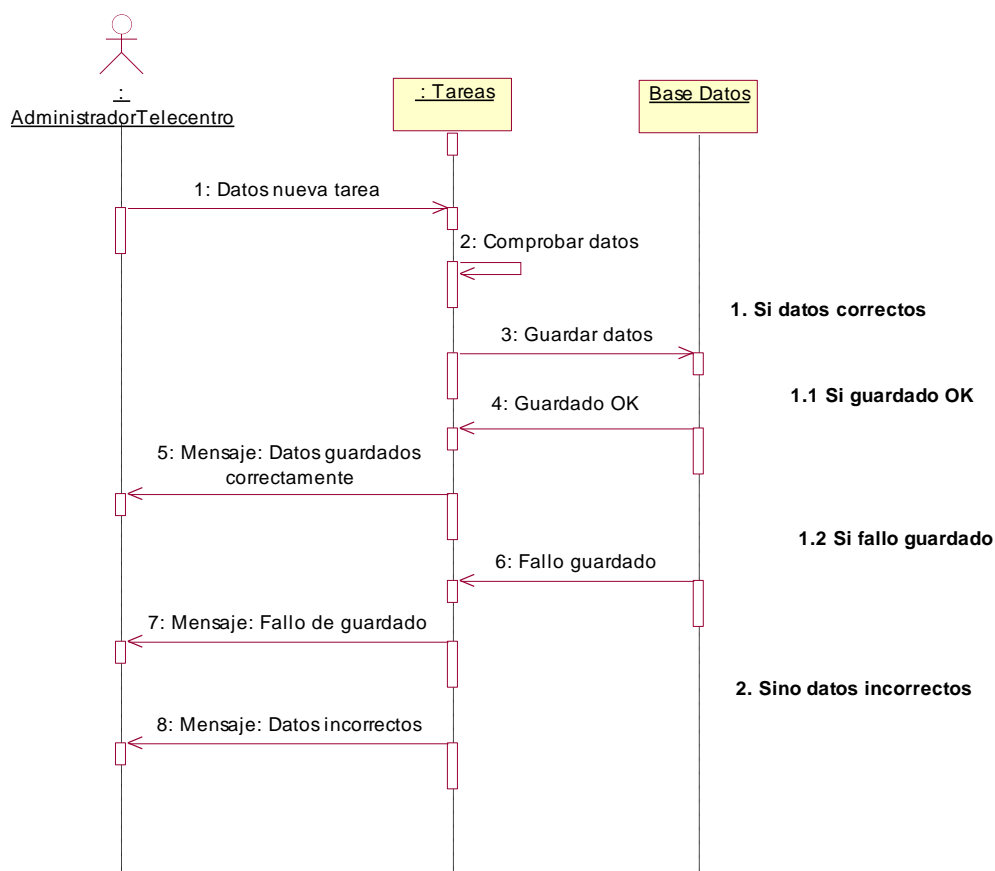 :
AdministradorTelecentro
: Tareas
Base Datos
1: Datos nueva tarea
2: Comprobar datos
1. Si datos correctos
3: Guardar datos
1.1 Si guardado OK
4: Guardado OK
5: Mensaje: Datos guardados
correctamente
1.2 Si fallo guardado
6: Fallo guardado
7: Mensaje: Fallo de guardado
2. Sino datos incorrectos
8: Mensaje: Datos incorrectos